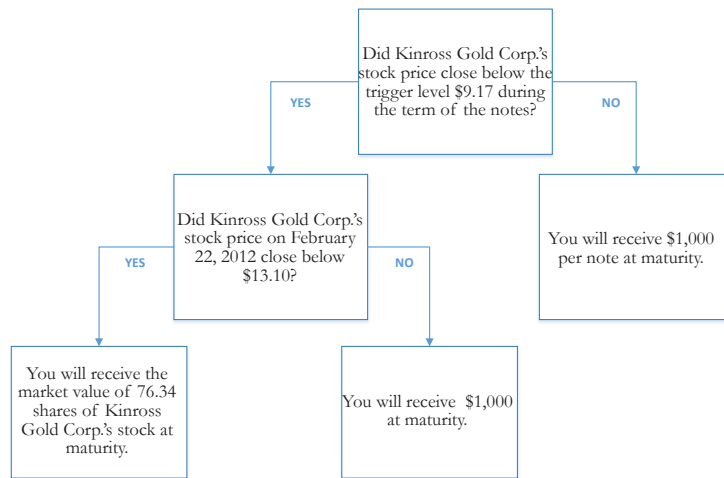 Did Kinross Gold Corp.'s
stock price close below the
trigger level $9.17 during
the term of the notes?
YES
NO
Did Kinross Gold Corp.'s
stock price on February
22, 2012 close below
$13.10?
You will receive $1,000
per note at maturity.
YES
NO
You will receive the
market value of 76.34
shares of Kinross
Gold Corp.'s stock at
maturity.
You will receive $1,000
at maturity.